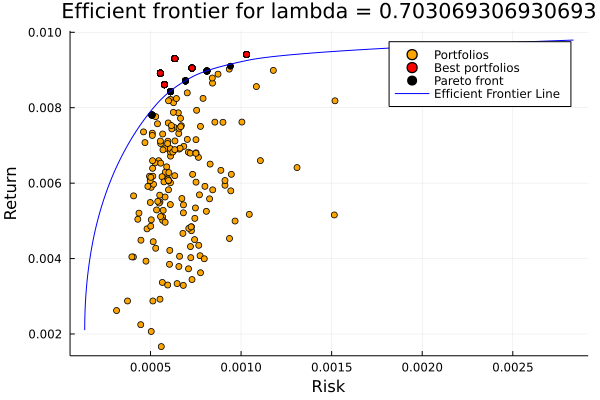 Efficient frontier for lambda = 0.703069306930693
0.010
0.008
0.006
0.004
0.002
Return
Portfolios
Best portfolios
Pareto front
Efficient Frontier Line
0.0005 0.0010 0.0015 0.0020 0.0025
Risk